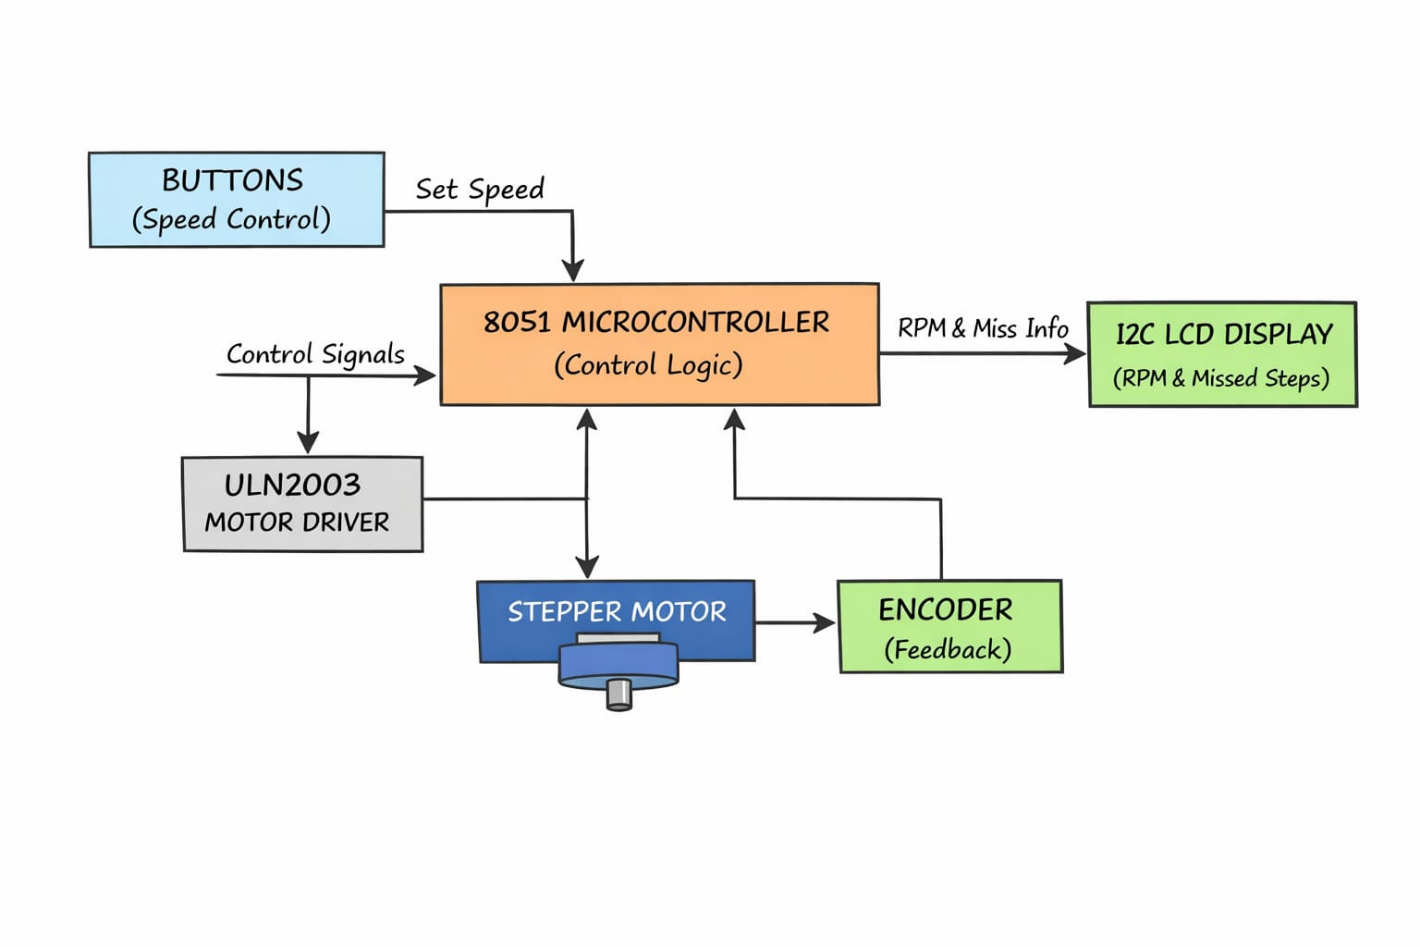 BUTTONS
(Speed Control)
Set Speed
8051 MICROCONTROLLER
(Control Logic)
RPM & Miss Info
I2C LCD DISPLAY
(RPM & Missed Steps)
Control Signals
ULN2003
MOTOR DRIVER
STEPPER MOTOR
ENCODER
(Feedback)